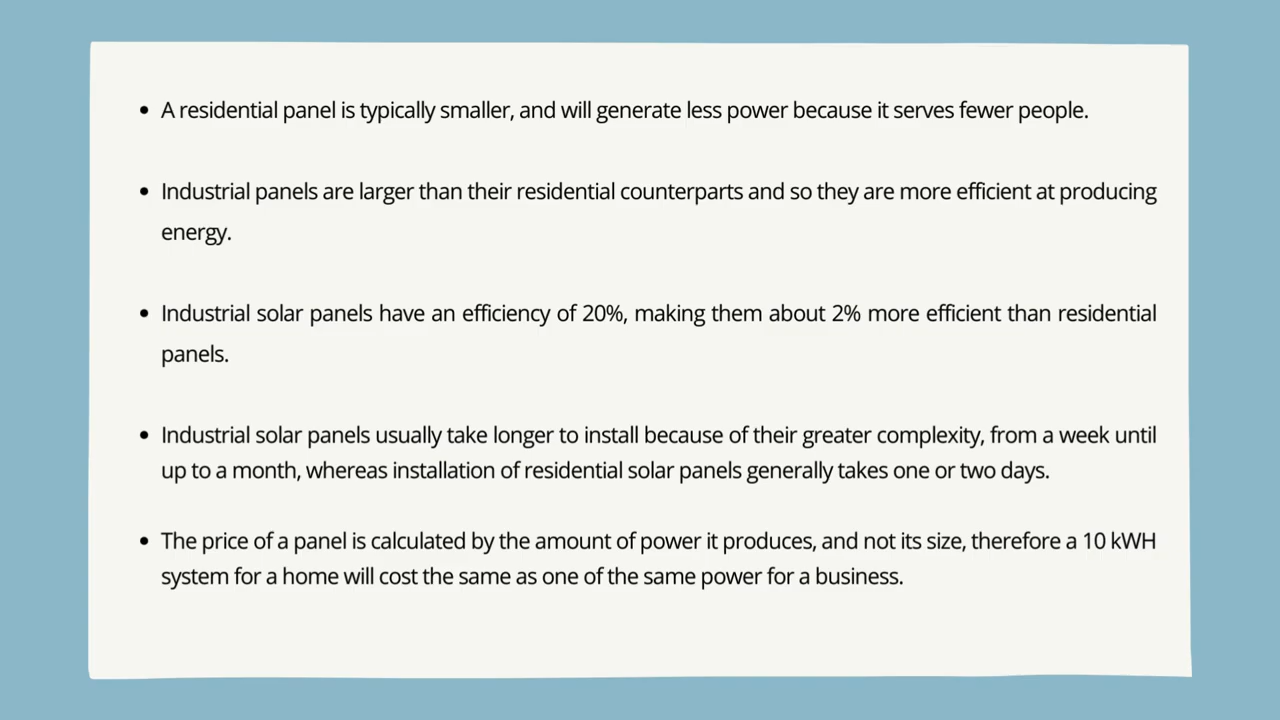 • A residential panel is typically smaller, and will generate less power because it serves fewer people.
• Industrial panels are larger than their residential counterparts and so they are more efficient at producing
energy.
• Industrial solar panels have an efficiency of 20%, making them about 2% more efficient than residential
panels.
• Industrial solar panels usually take longer to install because of their greater complexity, from a week until
up to a month, whereas installation of residential solar panels generally takes one or two days.
• The price of a panel is calculated by the amount of power it produces, and not its size, therefore a 10 kWH
system for a home will cost the same as one of the same power for a business.